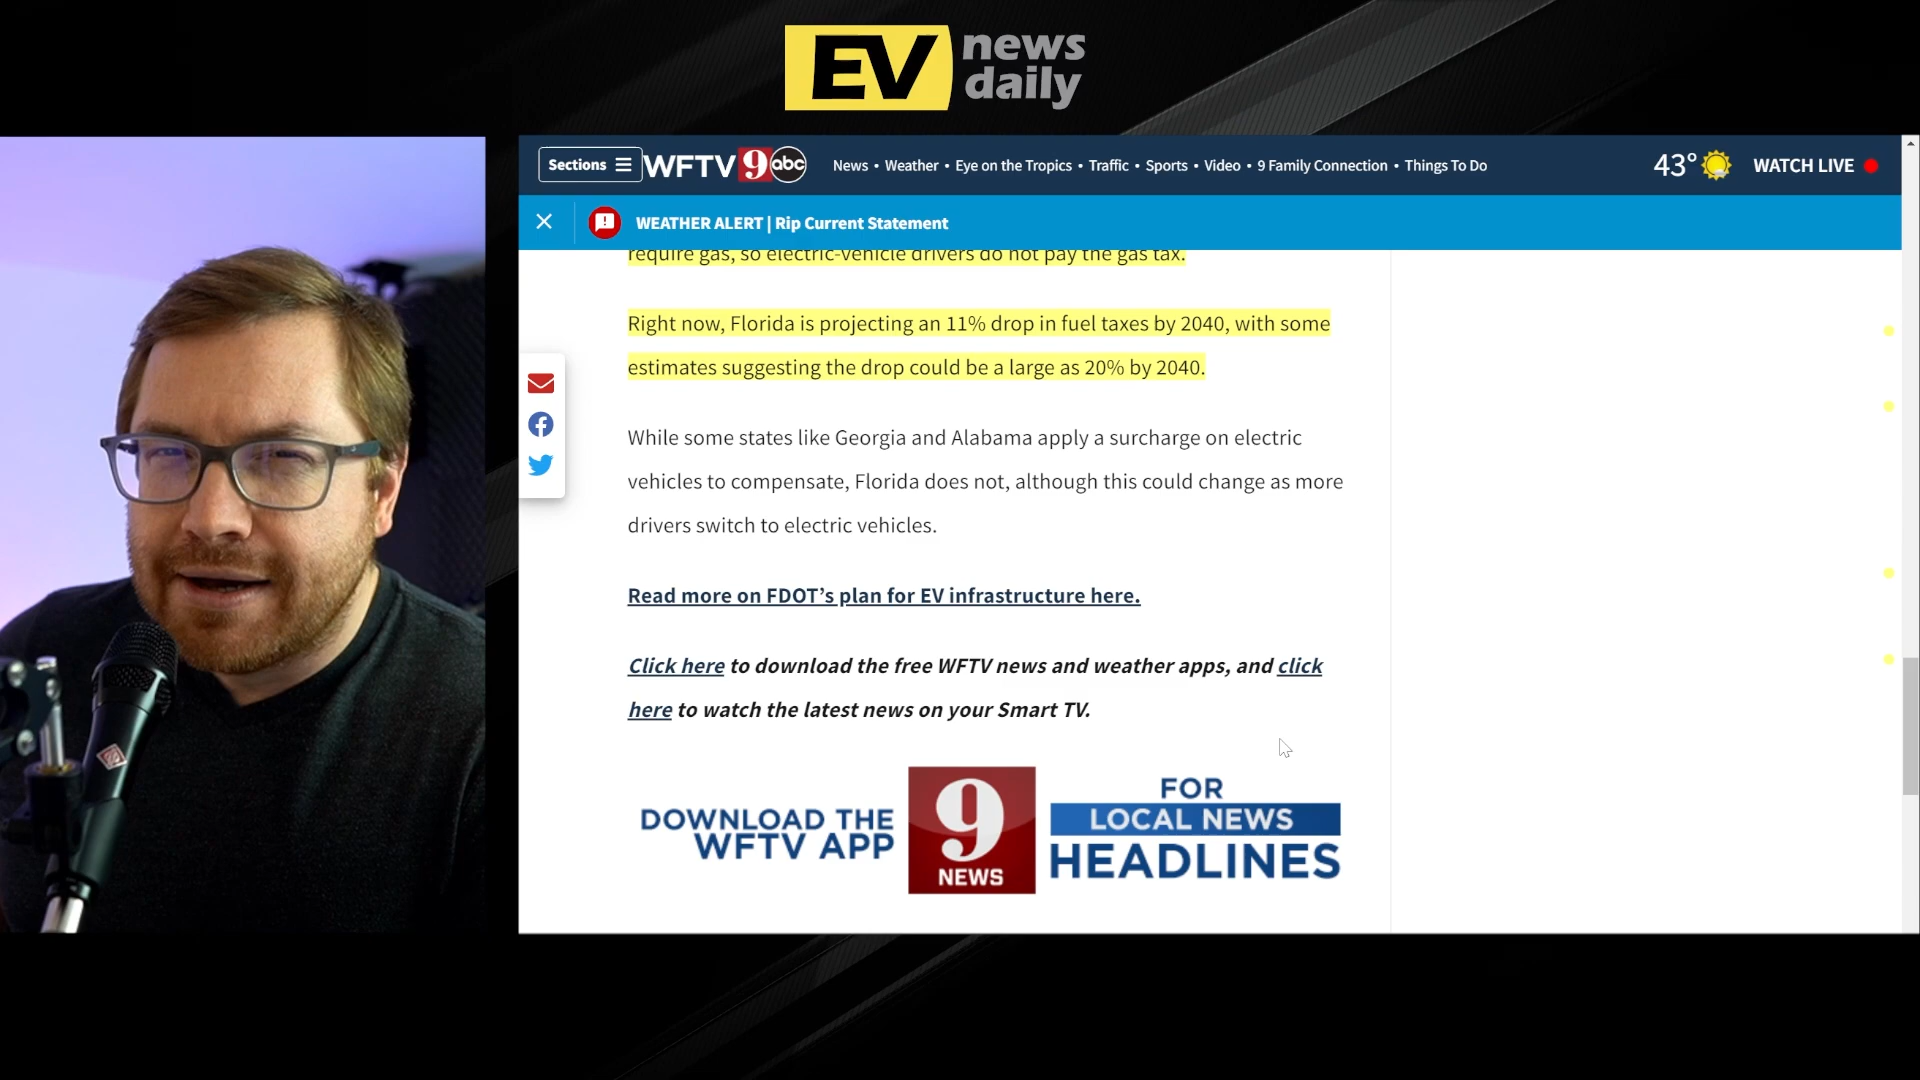 EV news
daily
Sections
WFTV 9 abc
News • Weather • Eye on the Tropics • Traffic • Sports • Video • 9 Family Connection • Things To Do
43°
WATCH LIVE
WEATHER ALERT | Rip Current Statement
require gas, so electric-vehicle drivers do not pay the gas tax.
Right now, Florida is projecting an 11% drop in fuel taxes by 2040, with some
estimates suggesting the drop could be a large as 20% by 2040.
While some states like Georgia and Alabama apply a surcharge on electric
vehicles to compensate, Florida does not, although this could change as more
drivers switch to electric vehicles.
Read more on FDOT’s plan for EV infrastructure here.
Click here to download the free WFTV news and weather apps, and click
here to watch the latest news on your Smart TV.
DOWNLOAD THE
WFTV APP
9
NEWS
FOR
LOCAL NEWS
HEADLINES